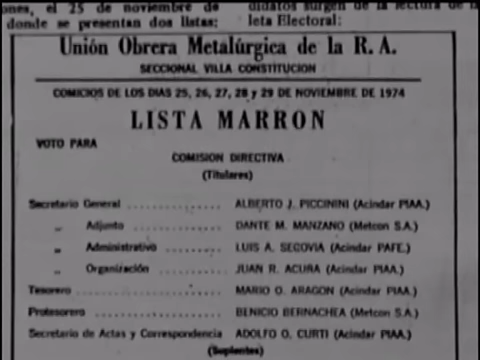 ones, el 25 de noviembre de
donde se presentan dos listas;
didatos surgen de la lectura de
leta Electoral:
Unión Obrera Metalúrgica de la R. A.
SECCIONAL VILLA CONSTITUCION
COMICIOS DE LOS DIAS 25, 26, 27, 28 y 29 DE NOVIEMBRE DE 1974
LISTA MARRON
VOTO PARA
COMISION DIRECTIVA
(Titulares)
Secretario General .......... ALBERTO J. PICCININI (Acindar PIAA.)
„ Adjunto .......... DANTE M. MANZANO (Metcon S.A.)
„ Administrativo .......... LUIS A. SEGOVIA (Acindar PAFE.)
„ Organización .......... JUAN R. ACUÑA (Acindar PIAA.)
Tesorero .......... MARIO O. ARAGON (Acindar PIAA.)
Protesorero .......... BENICIO BERNACHEA (Metcon S.A.)
Secretario de Actas y Correspondencia ADOLFO O. CURTI (Acindar PIAA.)
(Suplentes)